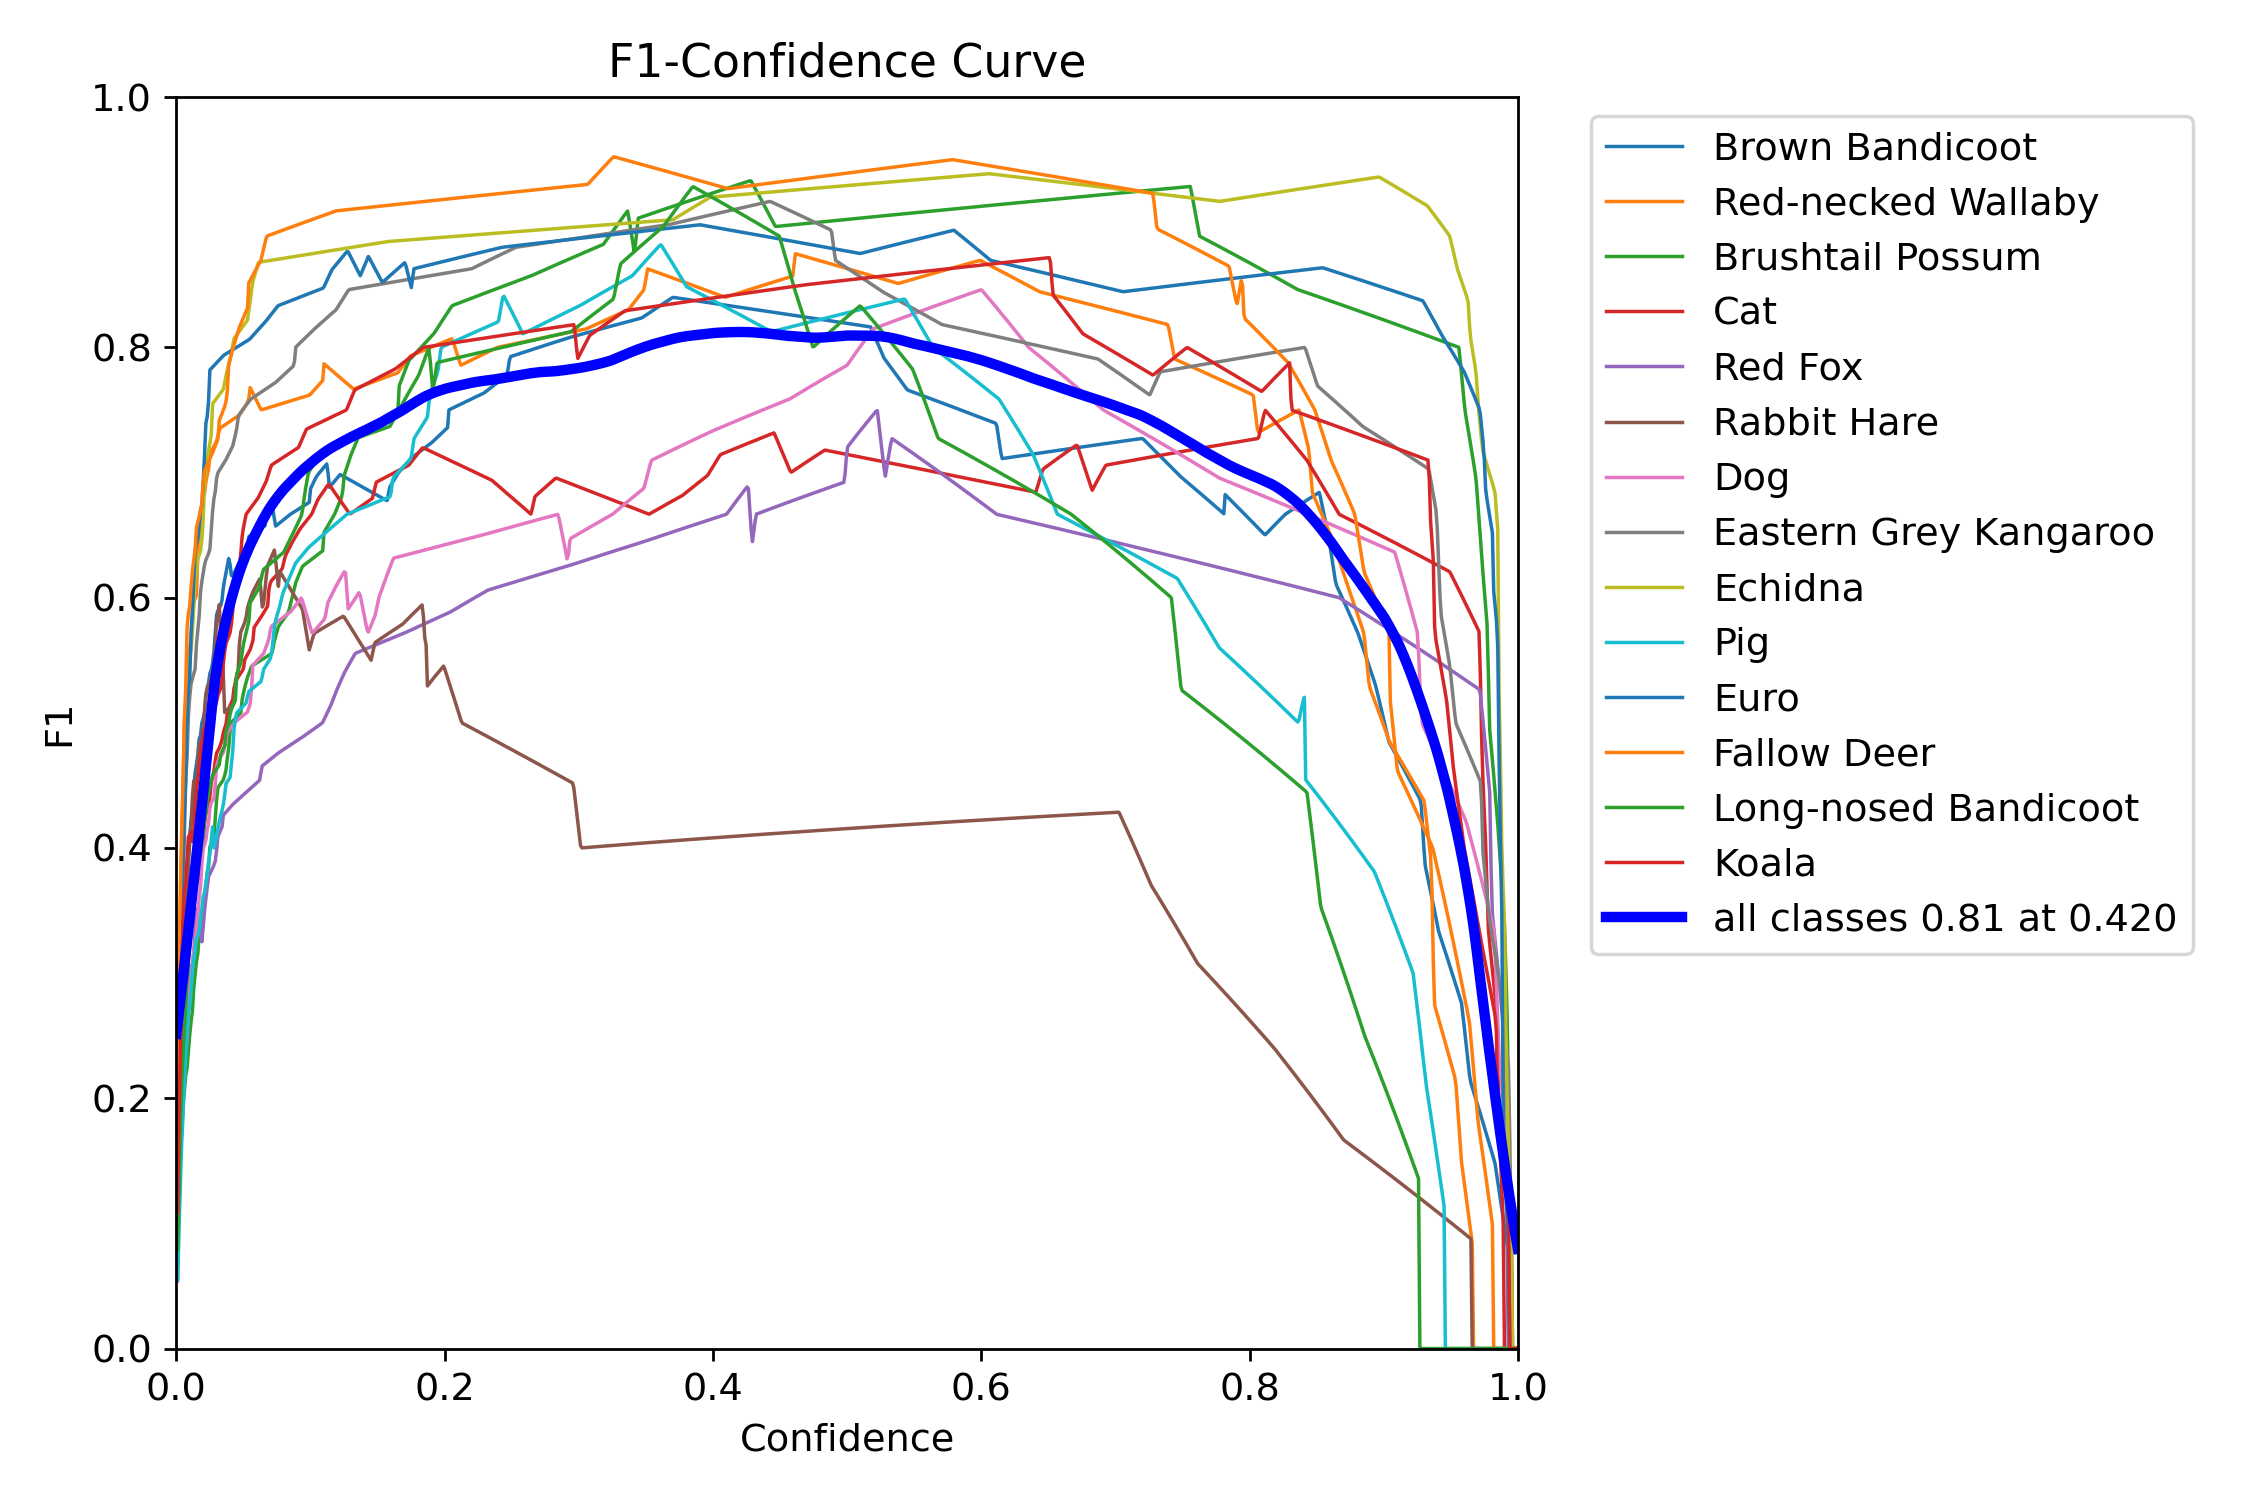 F1-Confidence Curve
1.0
0.8
0.6
0.4
0.2
0.0
F1
0.0 0.2 0.4 0.6 0.8 1.0
Confidence
Brown Bandicoot
Red-necked Wallaby
Brushtail Possum
Cat
Red Fox
Rabbit Hare
Dog
Eastern Grey Kangaroo
Echidna
Pig
Euro
Fallow Deer
Long-nosed Bandicoot
Koala
all classes 0.81 at 0.420